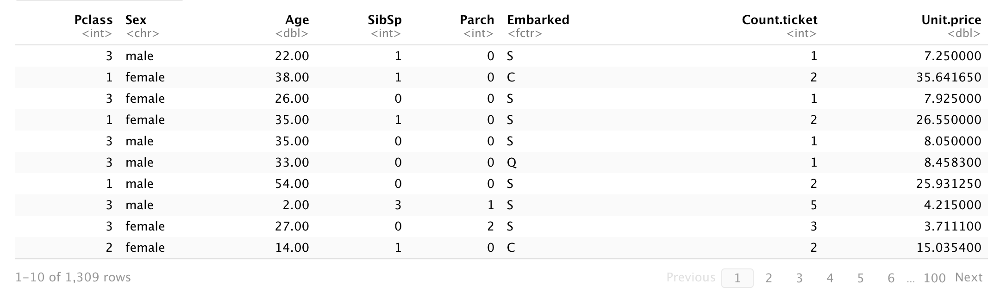 Pclass Sex Age SibSp Parch Embarked Count.ticket Unit.price
<int> <chr> <dbl> <int> <int> <fctr> <int> <dbl>
3 male 22.00 1 0 S 1 7.250000
1 female 38.00 1 0 C 2 35.641650
3 female 26.00 0 0 S 1 7.925000
1 female 35.00 1 0 S 2 26.550000
3 male 35.00 0 0 S 1 8.050000
3 male 33.00 0 0 Q 1 8.458300
1 male 54.00 0 0 S 2 25.931250
3 male 2.00 3 1 S 5 4.215000
3 female 27.00 0 2 S 3 3.711100
2 female 14.00 1 0 C 2 15.035400
1-10 of 1,309 rows Previous 1 2 3 4 5 6 ... 100 Next